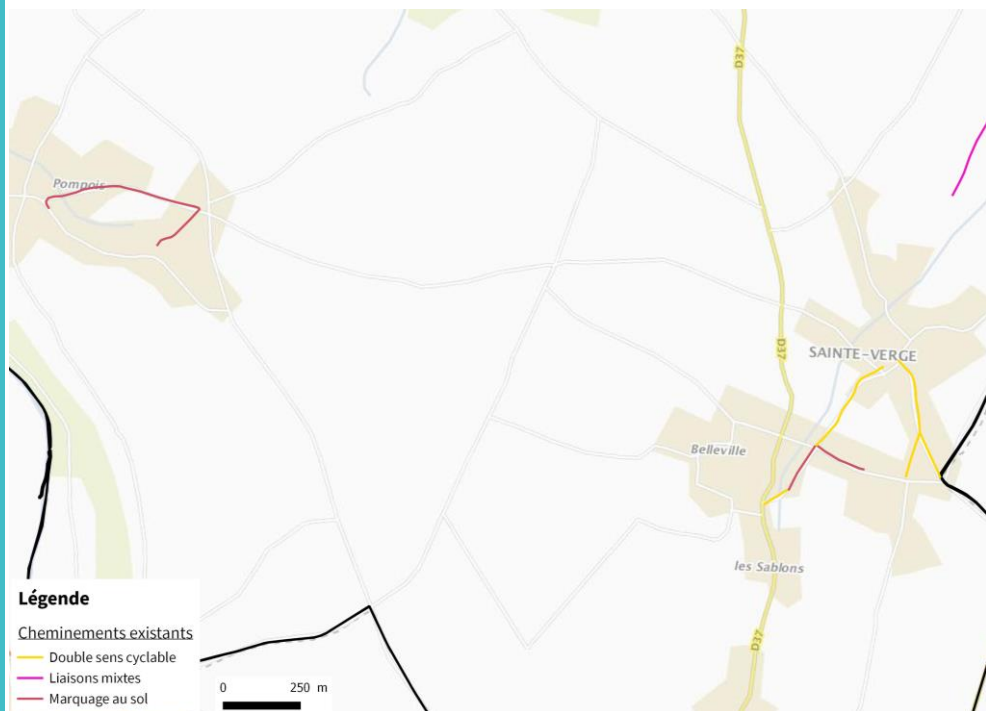 D37
Pompois
D37
SAINTE-VERGE
Belleville
les Sablons
D37
Légende
Cheminements existants
Double sens cyclable
Liaisons mixtes
Marquage au sol
0 250 m